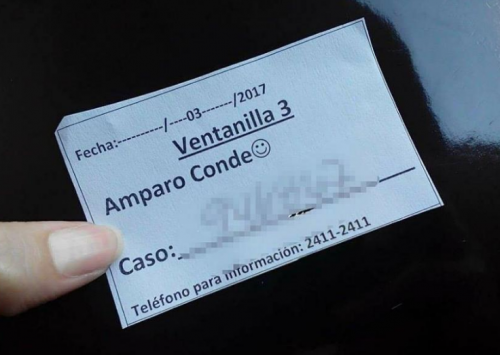 Fecha:----------/----03-------/2017
Ventanilla 3
Amparo Conde☺
Caso:
Teléfono para información: 2411-2411